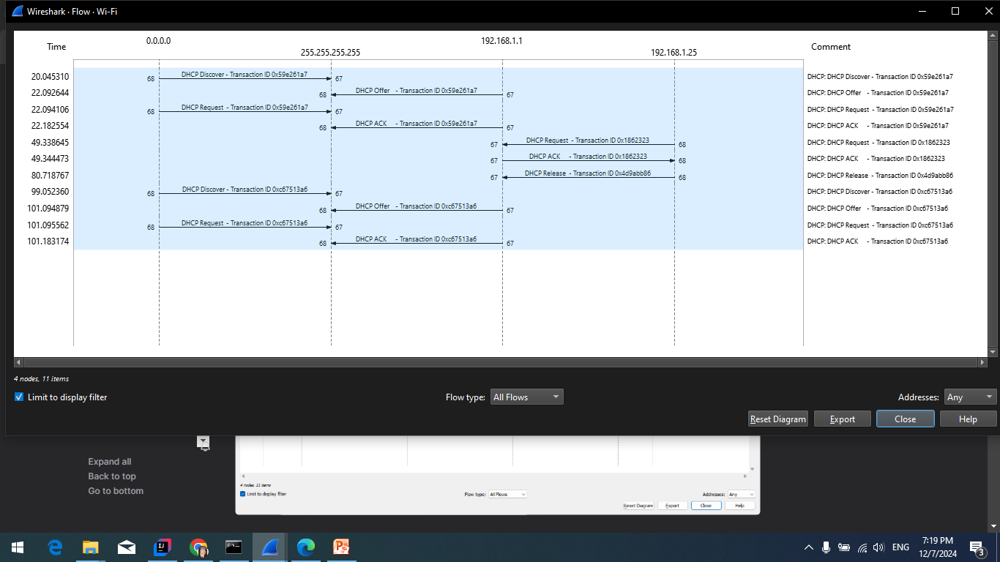 Wireshark · Flow · Wi-Fi
Time 0.0.0.0 255.255.255.255 192.168.1.1 192.168.1.25 Comment
20.045310 68 DHCP Discover - Transaction ID 0x59e261a7 67 DHCP: DHCP Discover - Transaction ID 0x59e261a7
22.092644 68 DHCP Offer - Transaction ID 0x59e261a7 67 DHCP: DHCP Offer - Transaction ID 0x59e261a7
22.094106 68 DHCP Request - Transaction ID 0x59e261a7 67 DHCP: DHCP Request - Transaction ID 0x59e261a7
22.182554 68 DHCP ACK - Transaction ID 0x59e261a7 67 DHCP: DHCP ACK - Transaction ID 0x59e261a7
49.338645 67 DHCP Request - Transaction ID 0x1862323 68 DHCP: DHCP Request - Transaction ID 0x1862323
49.344473 67 DHCP ACK - Transaction ID 0x1862323 68 DHCP: DHCP ACK - Transaction ID 0x1862323
80.718767 67 DHCP Release - Transaction ID 0x4d9abb86 68 DHCP: DHCP Release - Transaction ID 0x4d9abb86
99.052360 68 DHCP Discover - Transaction ID 0xc67513a6 67 DHCP: DHCP Discover - Transaction ID 0xc67513a6
101.094879 68 DHCP Offer - Transaction ID 0xc67513a6 67 DHCP: DHCP Offer - Transaction ID 0xc67513a6
101.095562 68 DHCP Request - Transaction ID 0xc67513a6 67 DHCP: DHCP Request - Transaction ID 0xc67513a6
101.183174 68 DHCP ACK - Transaction ID 0xc67513a6 67 DHCP: DHCP ACK - Transaction ID 0xc67513a6
4 nodes, 11 items
Limit to display filter Flow type: All Flows Addresses: Any
Reset Diagram Export Close Help
Expand all
Back to top
Go to bottom
4 nodes, 11 items
Limit to display filter Flow type: All Flows Addresses: Any
Reset Diagram Export Close Help
ENG 7:19 PM
12/7/2024 3